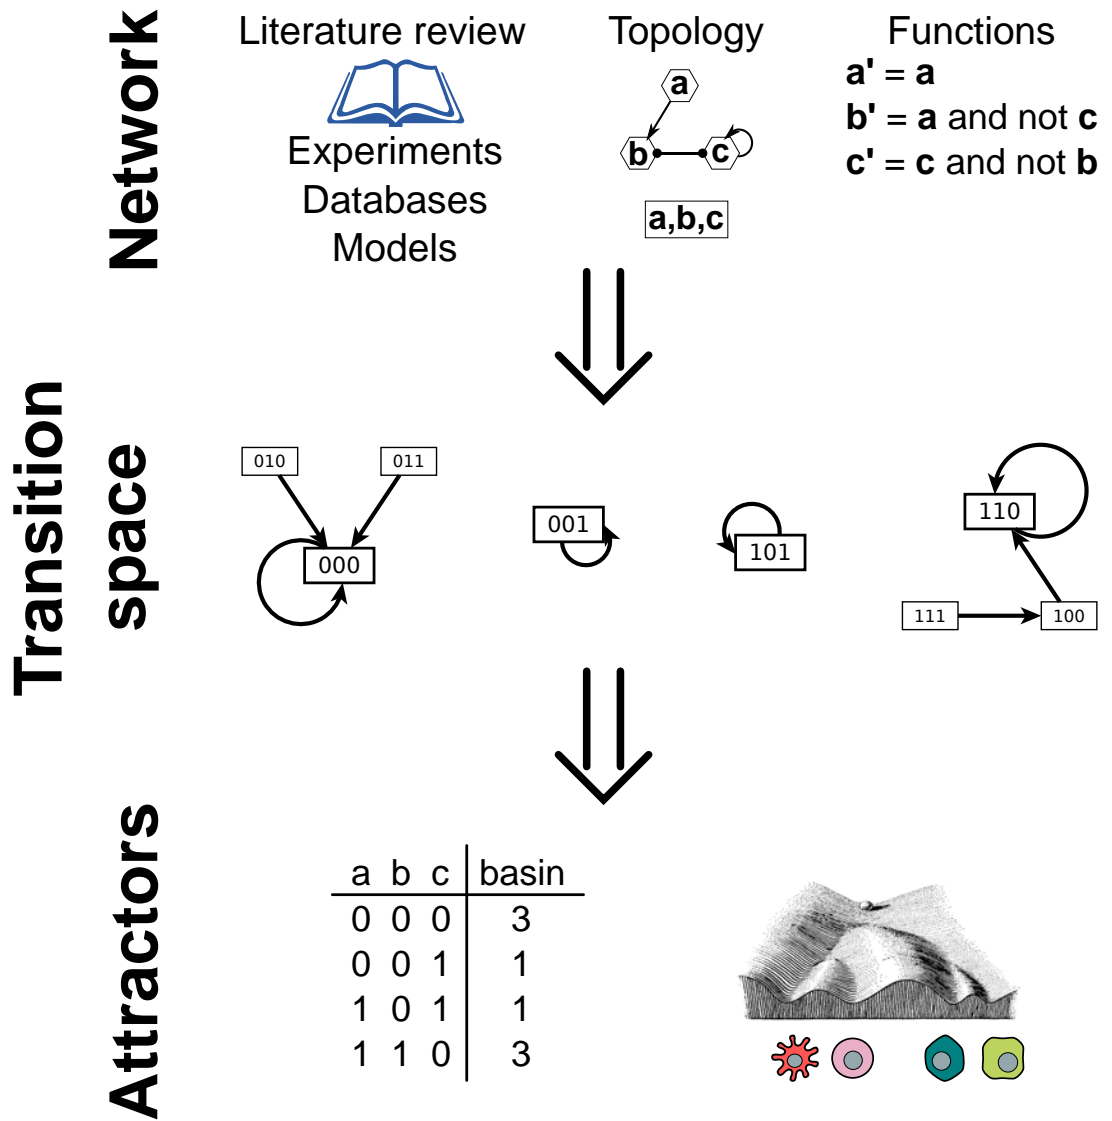 Network
Literature review
Experiments
Databases
Models
Topology
a
b
c
a,b,c
Functions
a' = a
b' = a and not c
c' = c and not b
Transition
space
010
011
000
001
101
110
111
100
Attractors
a b c basin
0 0 0 3
0 0 1 1
1 0 1 1
1 1 0 3